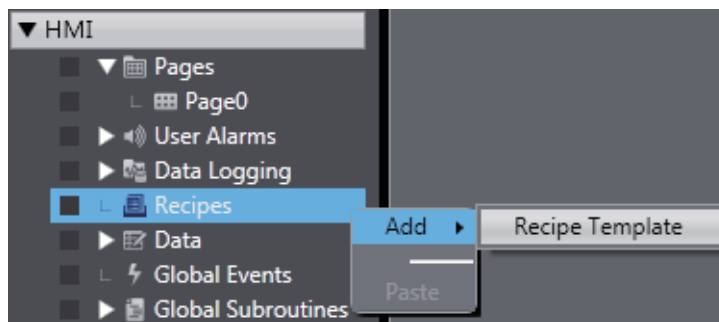 HMI
Pages
Page0
User Alarms
Data Logging
Recipes
Add
Recipe Template
Data
Global Events
Paste
Global Subroutines